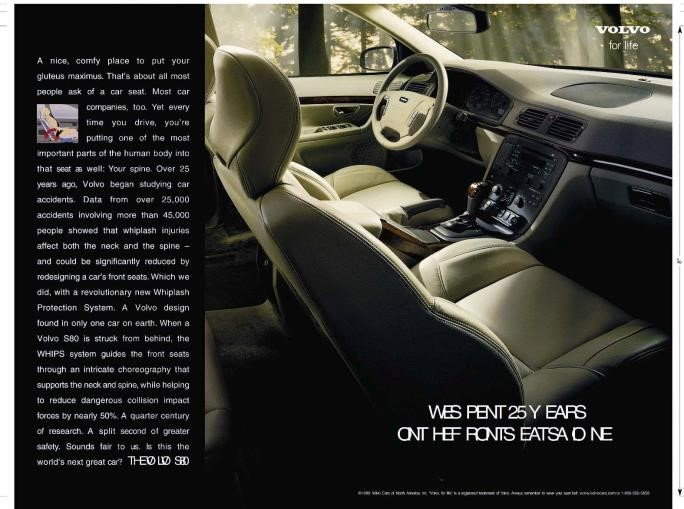 A nice, comfy place to put your
gluteus maximus. That's about all most
people ask of a car seat. Most car
companies, too. Yet every
time you drive, you're
putting one of the most
important parts of the human body into
that seat as well: Your spine. Over 25
years ago, Volvo began studying car
accidents. Data from over 25,000
accidents involving more than 45,000
people showed that whiplash injuries
affect both the neck and the spine –
and could be significantly reduced by
redesigning a car's front seats. Which we
did, with a revolutionary new Whiplash
Protection System. A Volvo design
found in only one car on earth. When a
Volvo S80 is struck from behind, the
WHIPS system guides the front seats
through an intricate choreography that
supports the neck and spine, while helping
to reduce dangerous collision impact
forces by nearly 50%. A quarter century
of research. A split second of greater
safety. Sounds fair to us. Is this the
world's next great car? THE VOLVO S80
VOLVO
for life
WE SPENT 25 YEARS
ON THE FRONT SEATS ALONE
©1999 Volvo Cars of North America, Inc. "Volvo. for life" is a registered trademark of Volvo. Always remember to wear your seat belt. www.volvocars.com or 1-800-550-5658